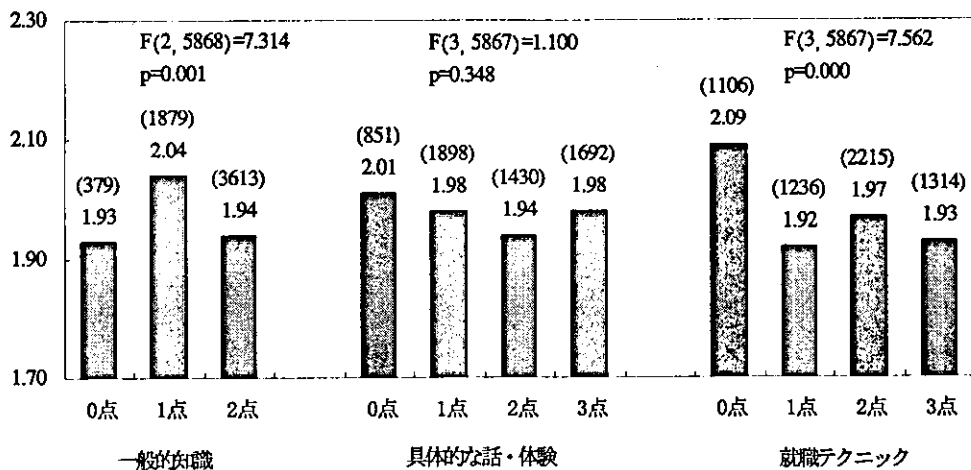 2.30
2.10
1.90
1.70
F(2, 5868)=7.314
p=0.001
(379)
1.93
(1879)
2.04
(3613)
1.94
0点 1点 2点
一般的知識
F(3, 5867)=1.100
p=0.348
(851)
2.01
(1898)
1.98
(1430)
1.94
(1692)
1.98
0点 1点 2点 3点
具体的な話・体験
F(3, 5867)=7.562
p=0.000
(1106)
2.09
(1236)
1.92
(2215)
1.97
(1314)
1.93
0点 1点 2点 3点
就職テクニック